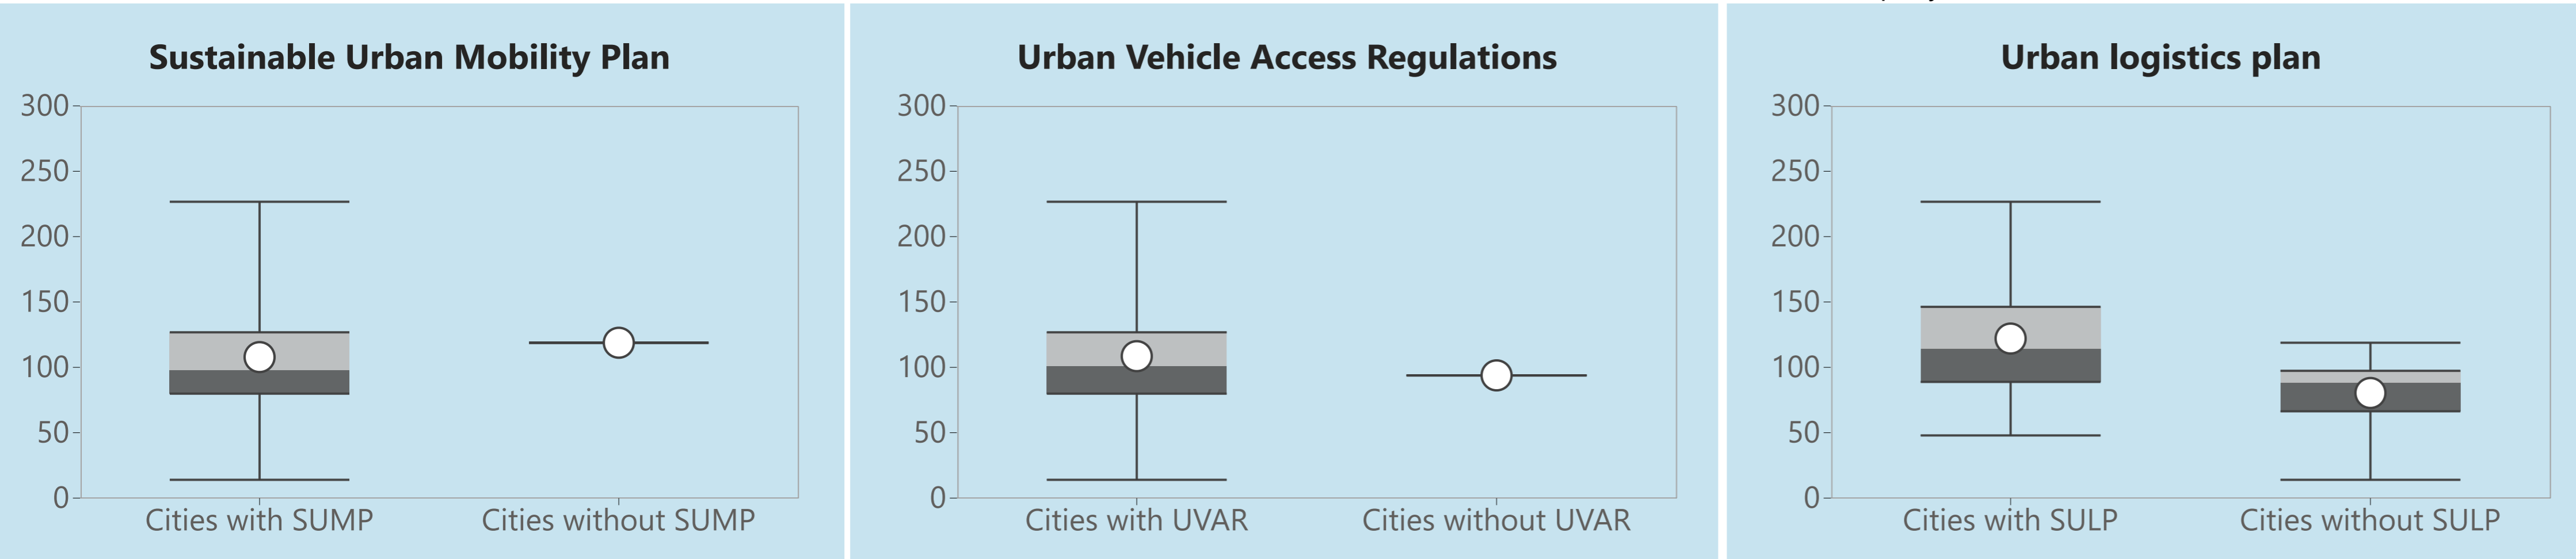 Sustainable Urban Mobility Plan
300
250
200
150
100
50
0
Cities with SUMP
Cities without SUMP
Urban Vehicle Access Regulations
300
250
200
150
100
50
0
Cities with UVAR
Cities without UVAR
Urban logistics plan
300
250
200
150
100
50
0
Cities with SULP
Cities without SULP